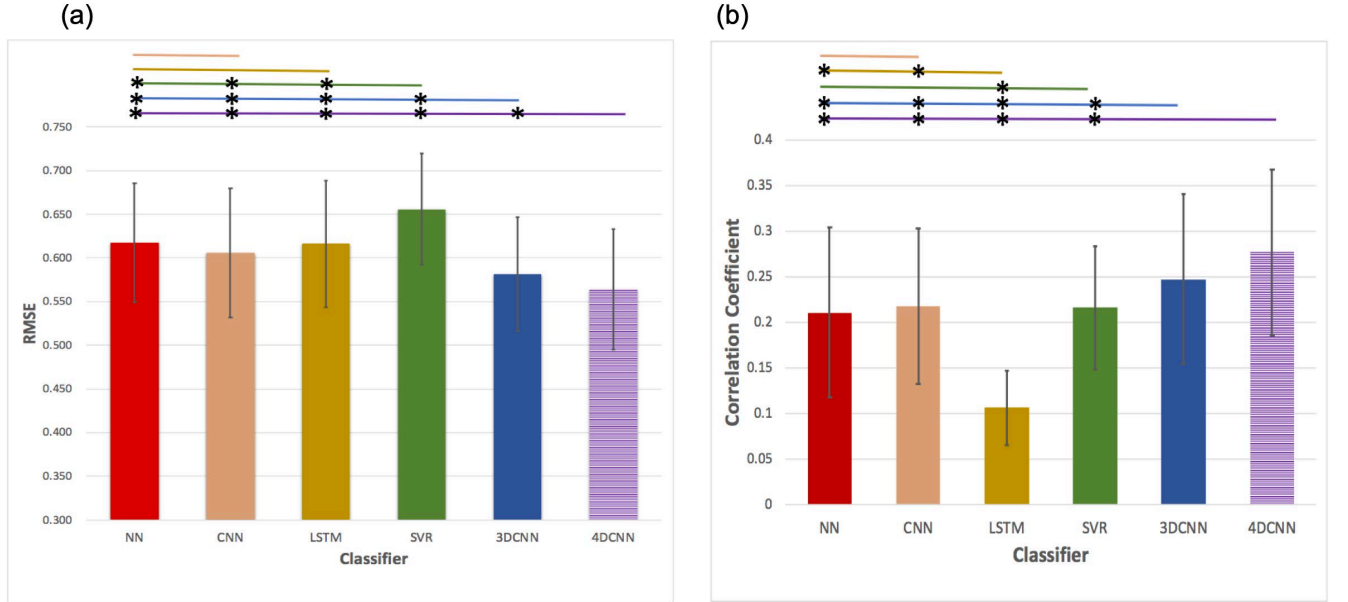 (a)
0.750
0.700
0.650
0.600
0.550
0.500
0.450
0.400
0.350
0.300
RMSE
NN CNN LSTM SVR 3DCNN 4DCNN
Classifier
(b)
0.4
0.35
0.3
0.25
0.2
0.15
0.1
0.05
0
Correlation Coefficient
NN CNN LSTM SVR 3DCNN 4DCNN
Classifier